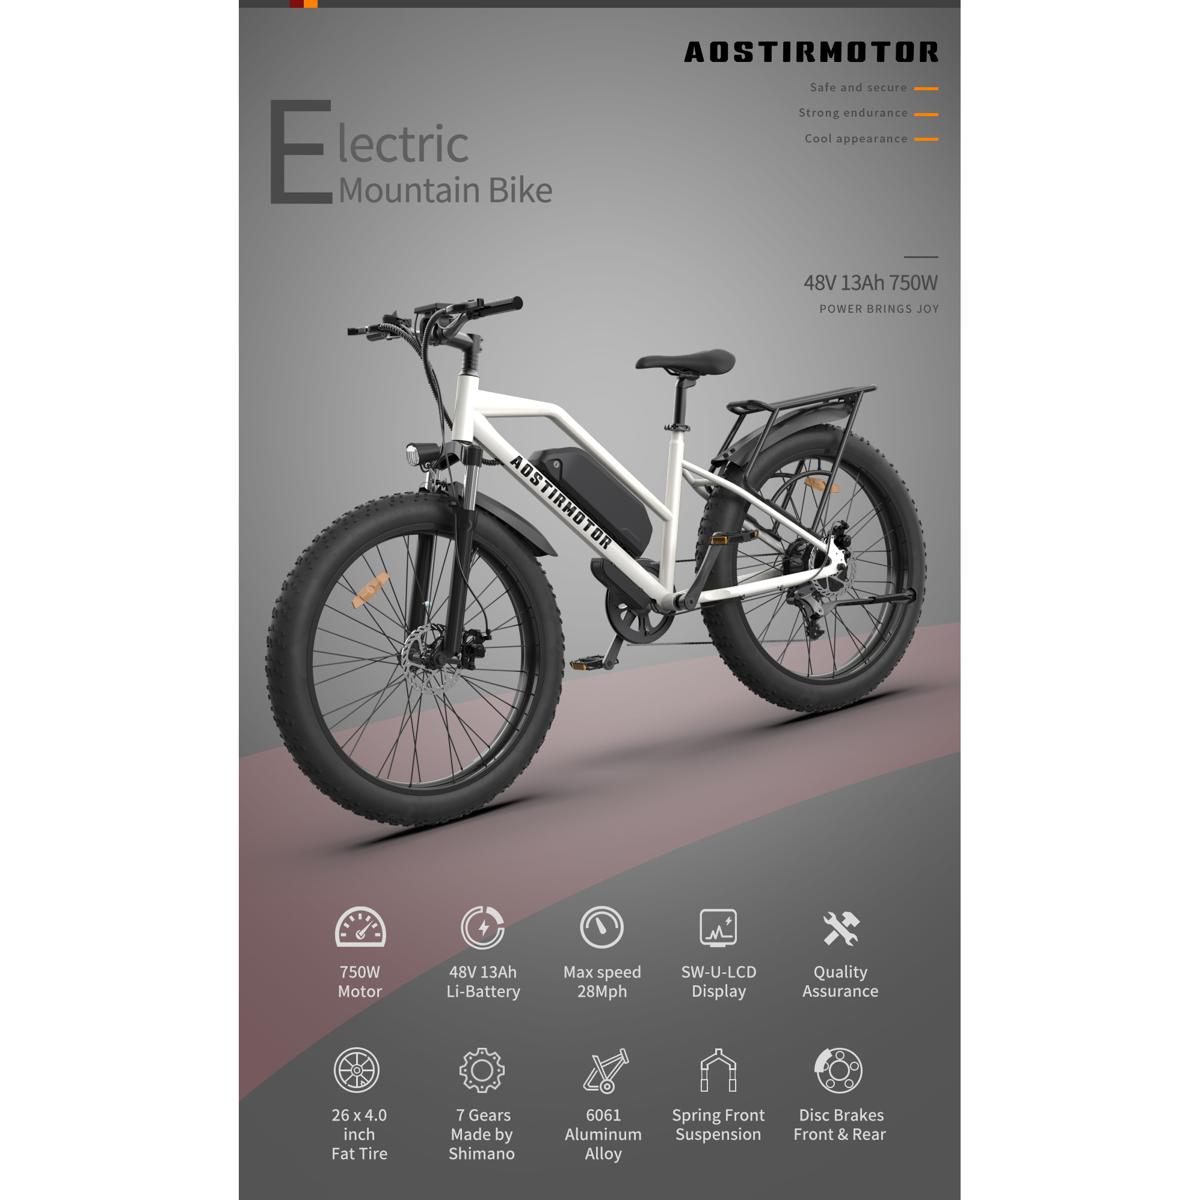 AOSTIRMOTOR
Safe and secure
Strong endurance
Cool appearance
Electric
Mountain Bike
48V 13Ah 750W
POWER BRINGS JOY
AOSTIRMOTOR
750W
Motor
48V 13Ah
Li-Battery
Max speed
28Mph
SW-U-LCD
Display
Quality
Assurance
26 x 4.0
inch
Fat Tire
7 Gears
Made by
Shimano
6061
Aluminum
Alloy
Spring Front
Suspension
Disc Brakes
Front & Rear